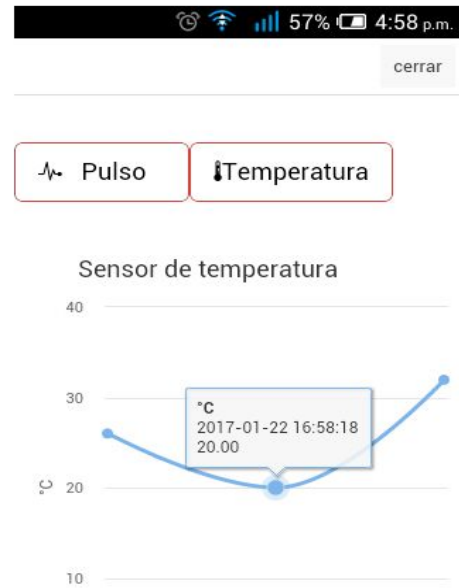 57% 4:58 p.m.
cerrar
Pulso Temperatura
Sensor de temperatura
40
30
°C
2017-01-22 16:58:18
20.00
°C
20
10